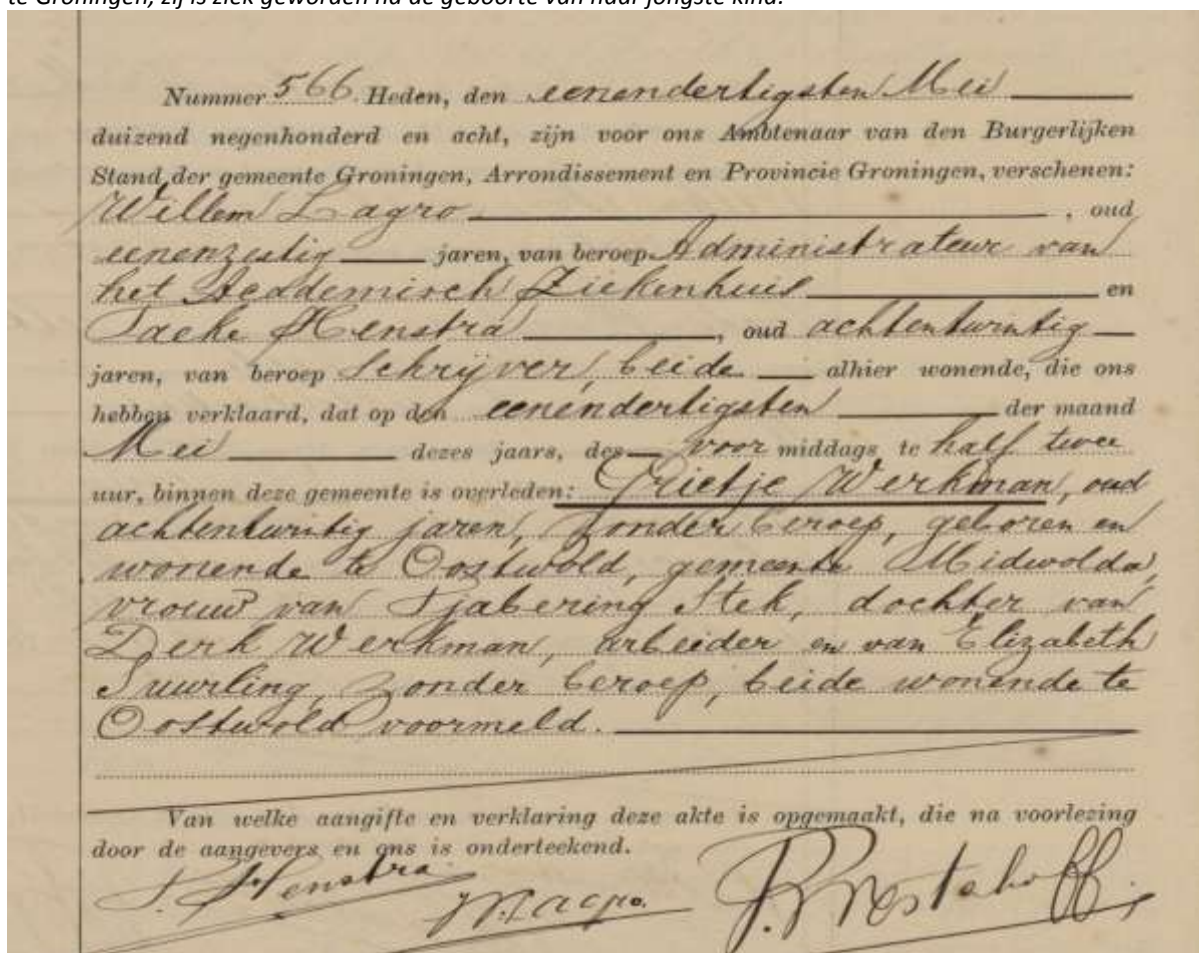 te Groningen, zij is ziek geworden na de geboorte van haar jongste kind.
Nummer 566. Heden, den eenendertigsten Mei
duizend negenhonderd en acht, zijn voor ons Ambtenaar van den Burgerlijken
Stand der gemeente Groningen, Arrondissement en Provincie Groningen, verschenen:
Willem Lagro, oud
eenenzestig jaren, van beroep Administrateur van
het Academisch Ziekenhuis en
Taeke Henstra, oud achtentwintig
jaren, van beroep Schrijver, beide alhier wonende, die ons
hebben verklaard, dat op den eenendertigsten der maand
Mei dezes jaars, des voor middags te half twee
uur, binnen deze gemeente is overleden: Grietje Werkman, oud
achtentwintig jaren, zonder beroep, geboren en
wonende te Oostwold, gemeente Midwolda,
vrouw van Tjabering Stek, dochter van
Derk Werkman, arbeider en van Elizabeth
Tuurling, zonder beroep, beide wonende te
Oostwold voormeld.
Van welke aangifte en verklaring deze akte is opgemaakt, die na voorlezing
door de aangevers en ons is onderteekend.
T. Henstra W. Lagro.